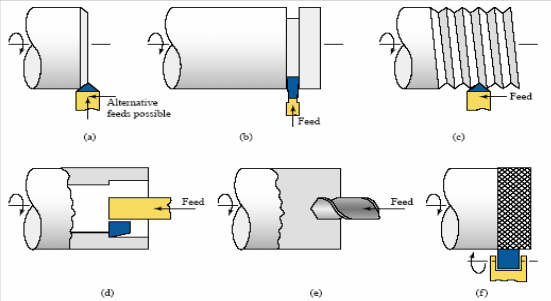 Alternative
feeds possible
Feed
Feed
(a)
(b)
(c)
Feed
Feed
(d)
(e)
(f)